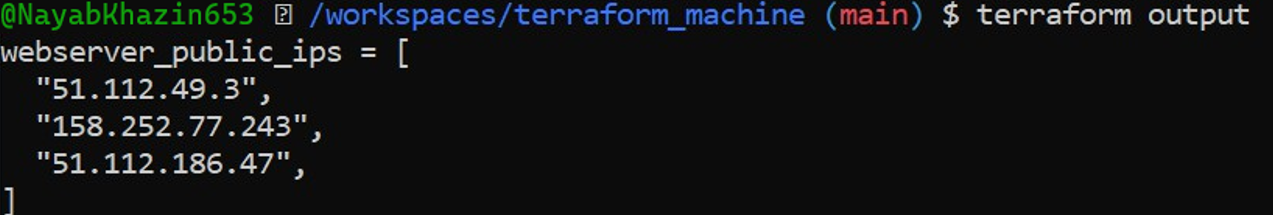 @NayabKhazin653 /workspaces/terraform_machine (main) $ terraform output
webserver_public_ips = [
  "51.112.49.3",
  "158.252.77.243",
  "51.112.186.47",
]